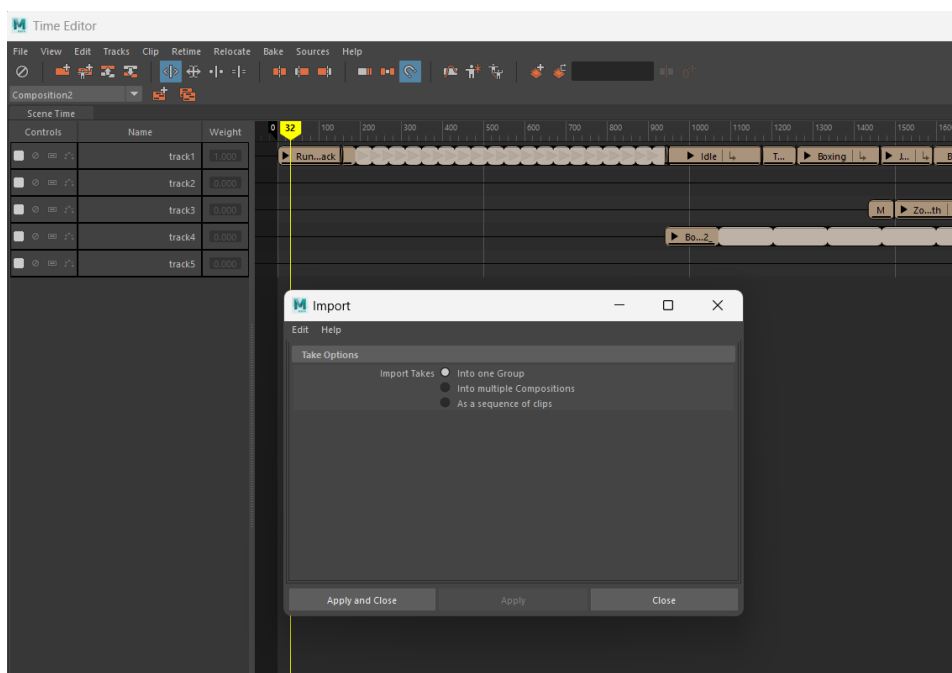 Time Editor
File View Edit Tracks Clip Retime Relocate Bake Sources Help
Composition2
Scene Time
Controls Name Weight 0 32 100 200 300 400 500 600 700 800 900 1000 1100 1200 1300 1400 1500 1600
track1 1.000 Run...ack Idle T... Boxing J... B
track2 0.000
track3 0.000 M Zo...th
track4 0.000 Bo...2_
track5 0.000
Import
Edit Help
Take Options
Import Takes Into one Group
Into multiple Compositions
As a sequence of clips
Apply and Close Apply Close